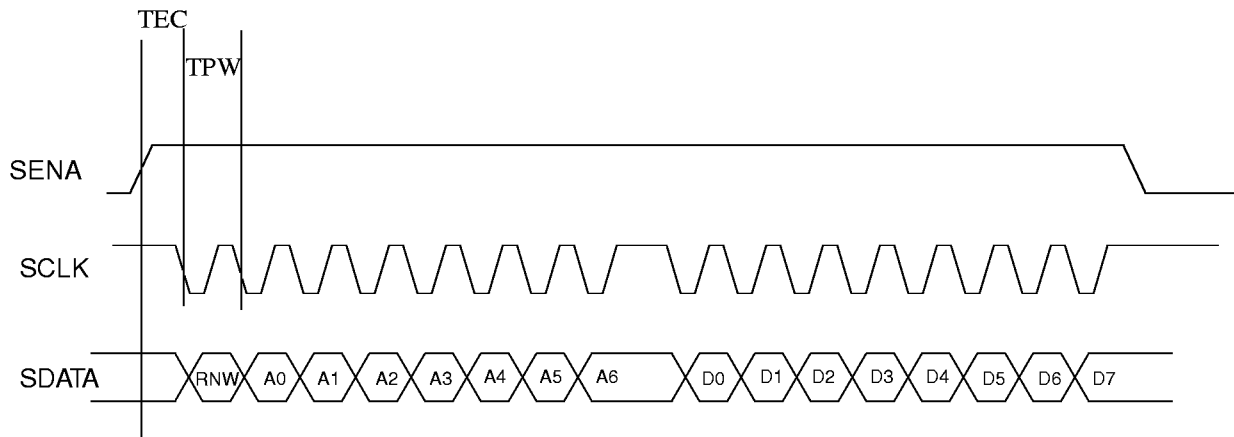 TEC
TPW
SENA
SCLK
SDATA RNW A0 A1 A2 A3 A4 A5 A6 D0 D1 D2 D3 D4 D5 D6 D7